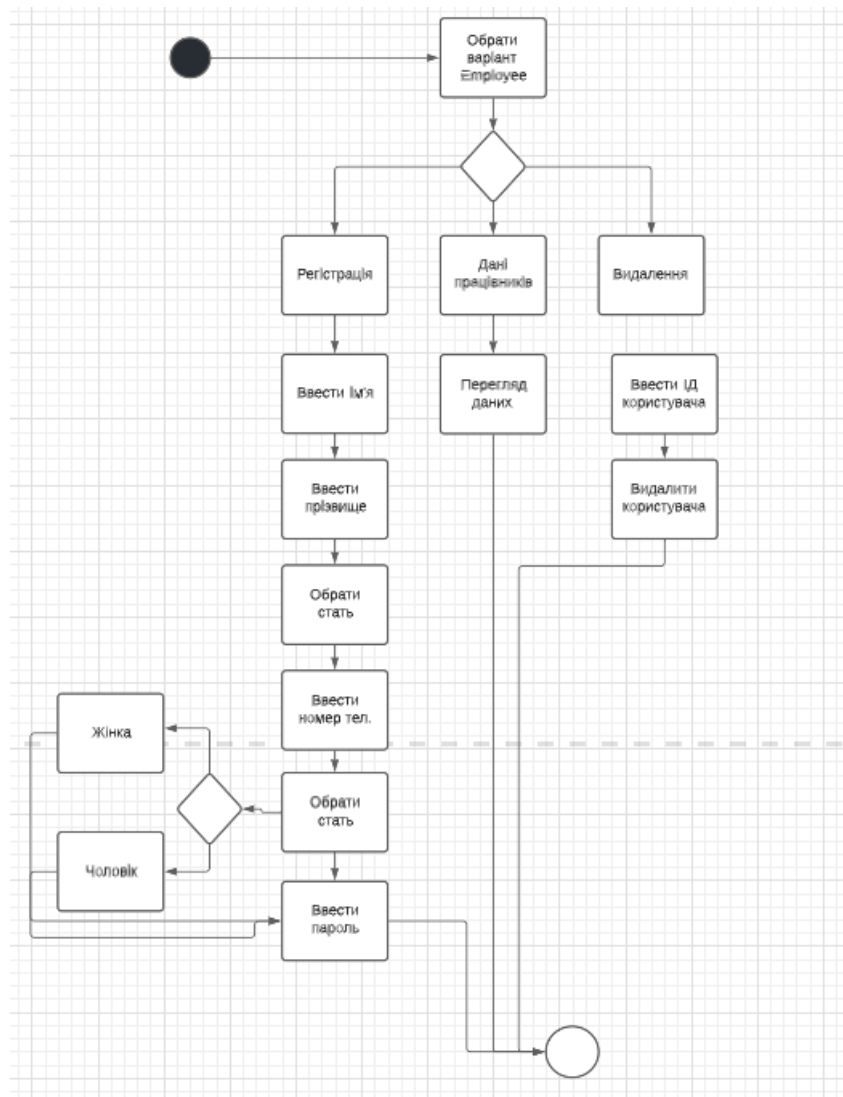 Обрати
варіант
Employee
Регістрація
Дані
працівників
Видалення
Ввести Ім'я
Перегляд
даних
Ввести ІД
користувача
Ввести
прізвище
Видалити
користувача
Обрати
стать
Ввести
номер тел.
Жінка
Обрати
стать
Чоловік
Ввести
пароль